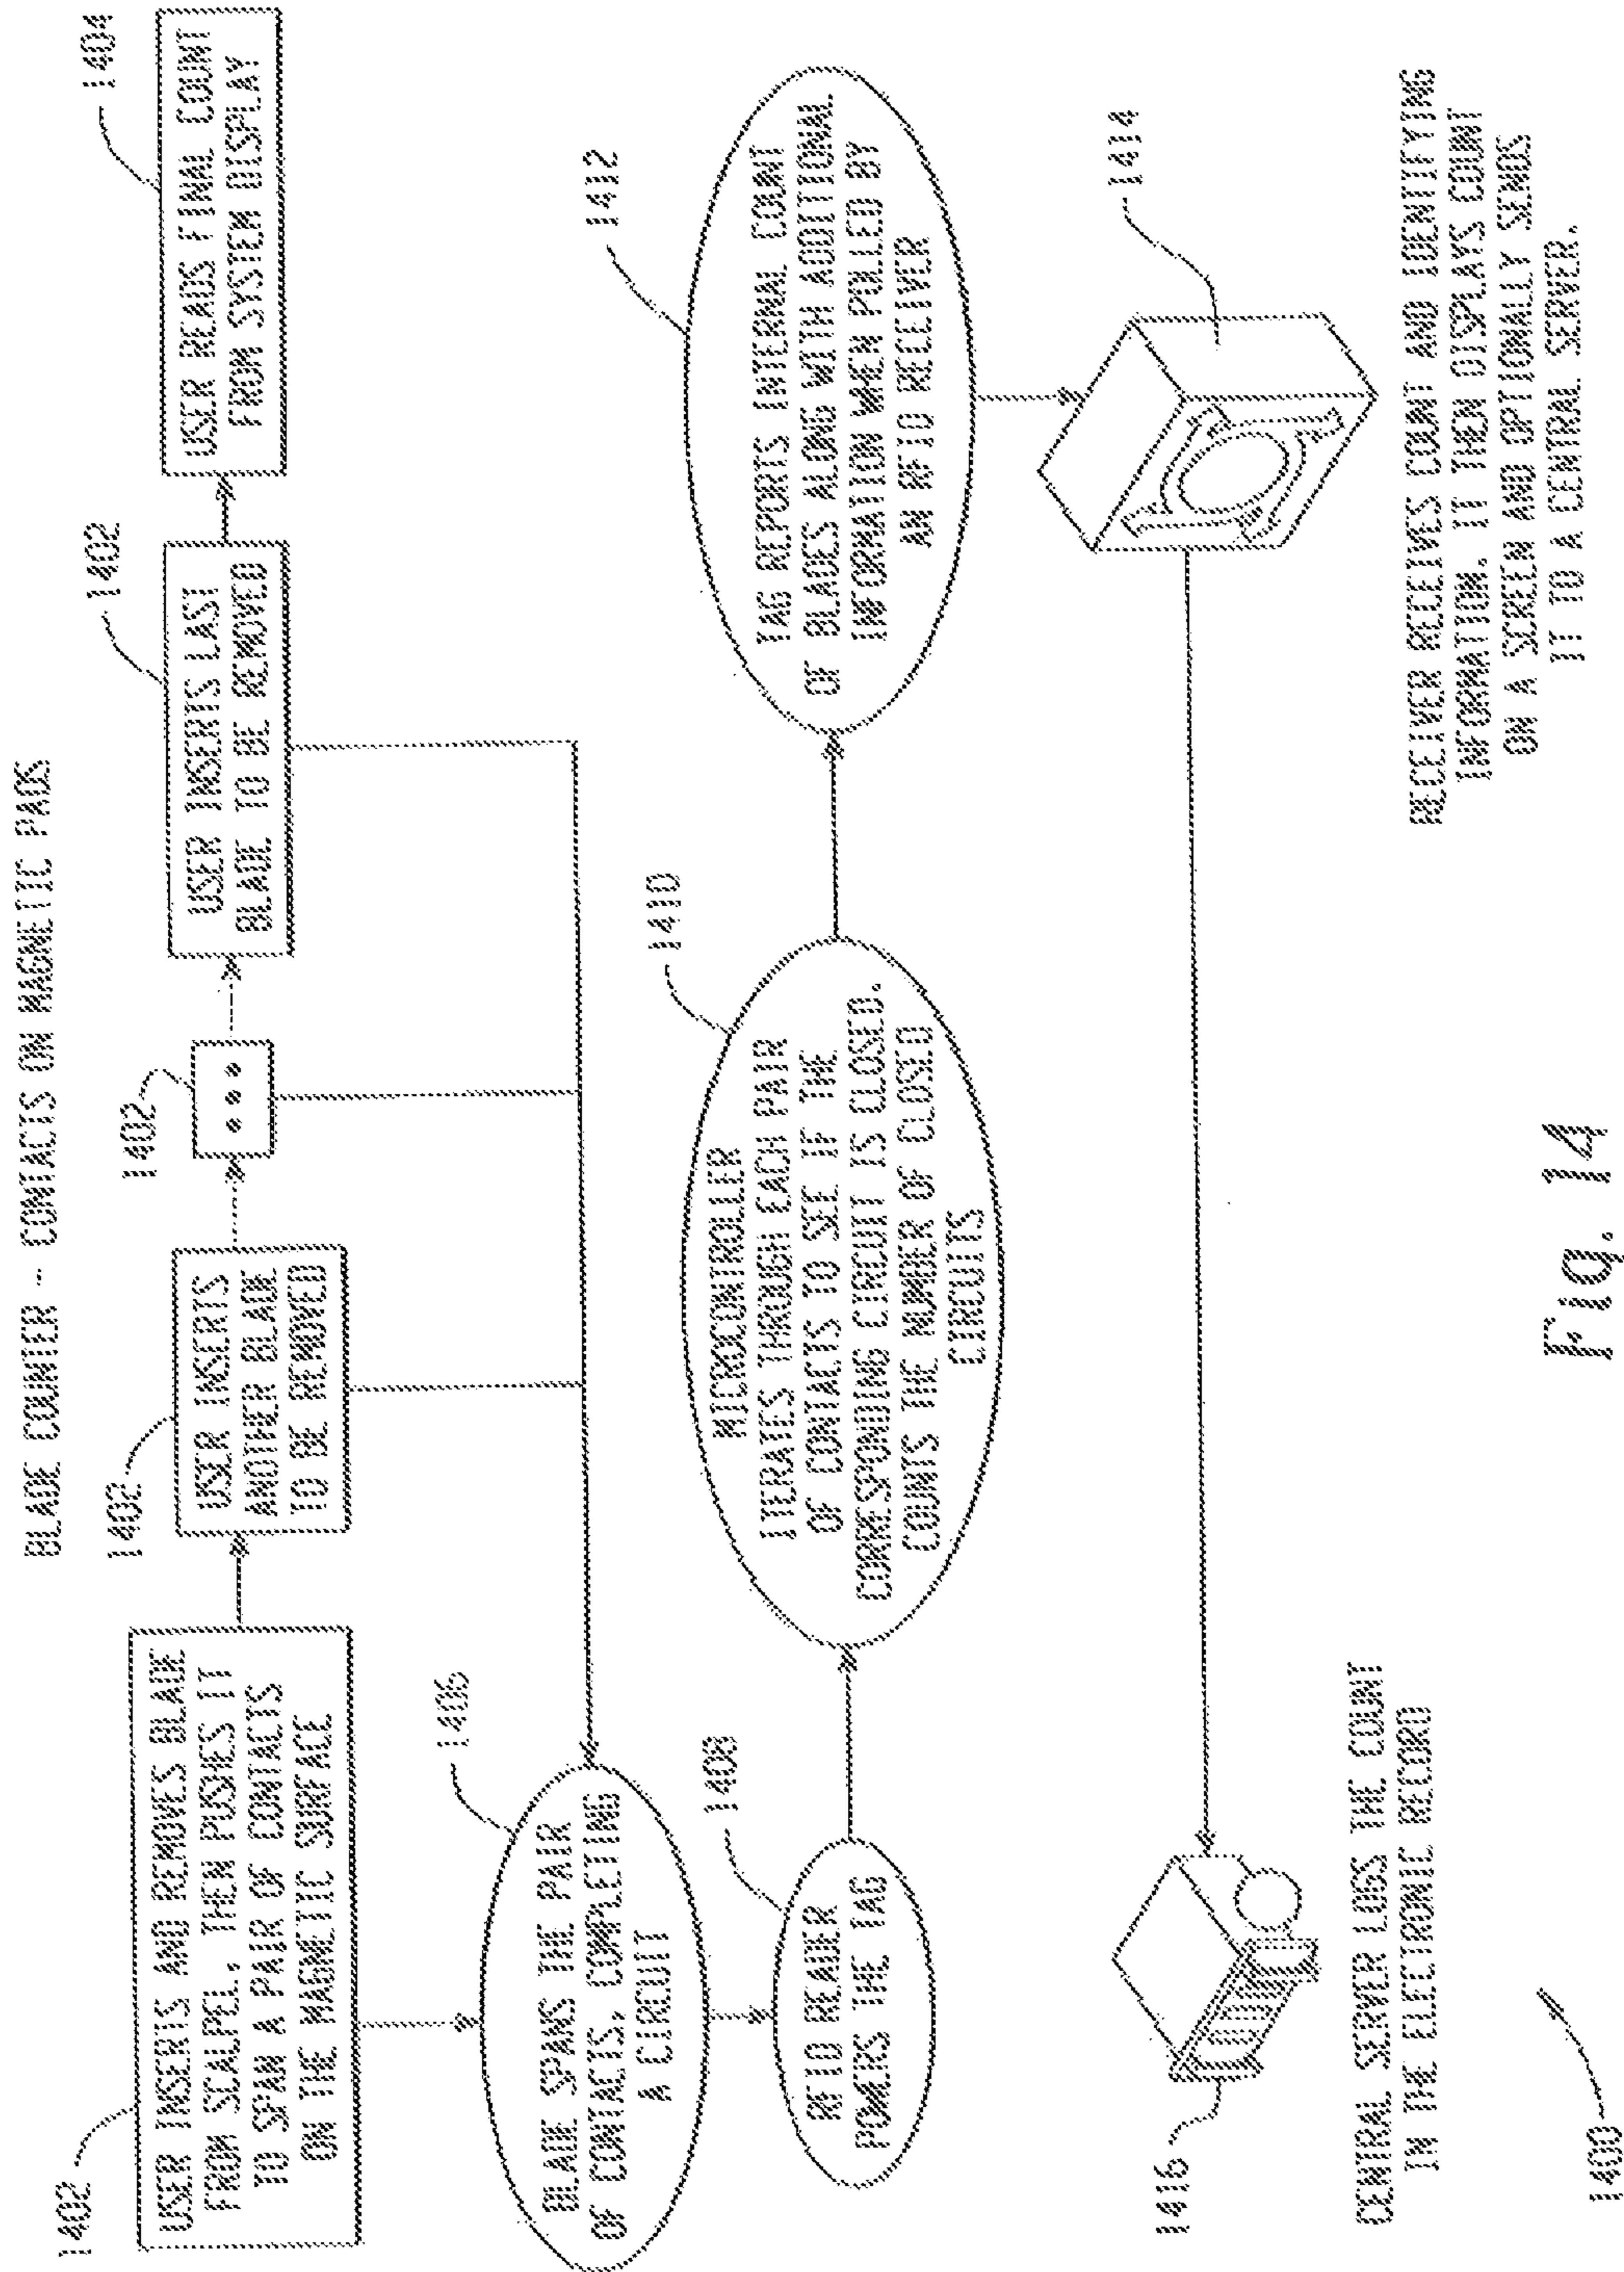 BLADE COUNTER -- CONTACTS ON MAGNETIC PADS
1402
USER INSERTS AND REMOVES BLADE
FROM SCALPEL, THEN PUSHES IT
TO SPAN A PAIR OF CONTACTS
ON THE MAGNETIC SURFACE
1402
USER INSERTS
ANOTHER BLADE
TO BE REMOVED
1402
1402
USER INSERTS LAST
BLADE TO BE REMOVED
1404
USER READS FINAL COUNT
FROM SYSTEM DISPLAY
1406
BLADE SPANS THE PAIR
OF CONTACTS, COMPLETING
A CIRCUIT
1408
RFID READER
POWERS THE TAG
1410
MICROCONTROLLER
ITERATES THROUGH EACH PAIR
OF CONTACTS TO SEE IF THE
CORRESPONDING CIRCUIT IS CLOSED.
COUNTS THE NUMBER OF CLOSED
CIRCUITS
1412
TAG REPORTS INTERNAL COUNT
OF BLADES ALONG WITH ADDITIONAL
INFORMATION WHEN PULLED BY
AN RFID RECEIVER
1414
RECEIVER RECEIVES COUNT AND IDENTIFYING
INFORMATION. IT THEN DISPLAYS COUNT
ON A SCREEN AND OPTIONALLY SENDS
IT TO A CENTRAL SERVER.
1416
CENTRAL SERVER LOGS THE COUNT
IN THE ELECTRONIC RECORD
1400
Fig. 14